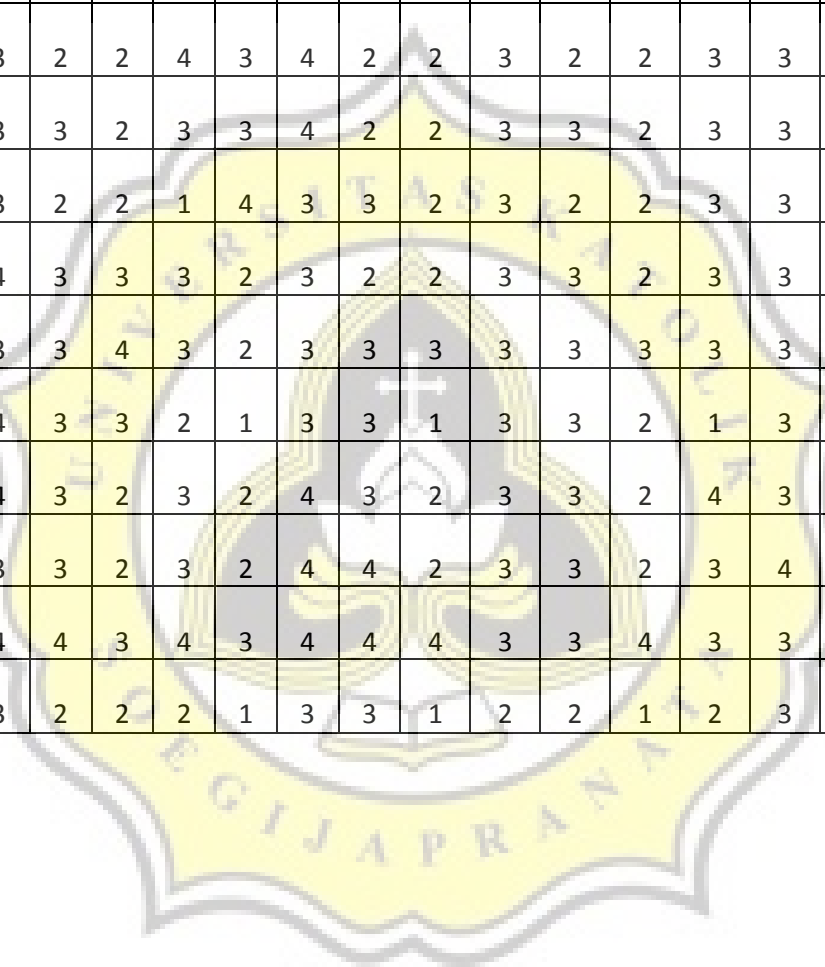 3 2 2 4 3 4 2 2 3 2 2 3 3
3 3 2 3 3 4 2 2 3 3 2 3 3
3 2 2 1 4 3 3 2 3 2 2 3 3
4 3 3 3 2 3 2 2 3 3 2 3 3
3 3 4 3 2 3 3 3 3 3 3 3 3
4 3 3 2 1 3 3 1 3 3 2 1 3
4 3 2 3 2 4 3 2 3 3 2 4 3
3 3 2 3 2 4 4 2 3 3 2 3 4
4 4 3 4 3 4 4 4 3 3 4 3 3
3 2 2 2 1 3 3 1 2 2 1 2 3
UNIVERSITAS KATOLIK
SOEGIJAPRANATA